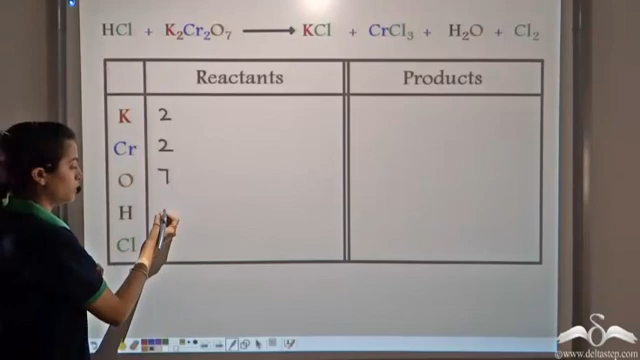 HCl + K₂Cr₂O₇ ⟶ KCl + CrCl₃ + H₂O + Cl₂
Reactants Products
K 2
Cr 2
O 7
H
Cl
©www.deltastep.com